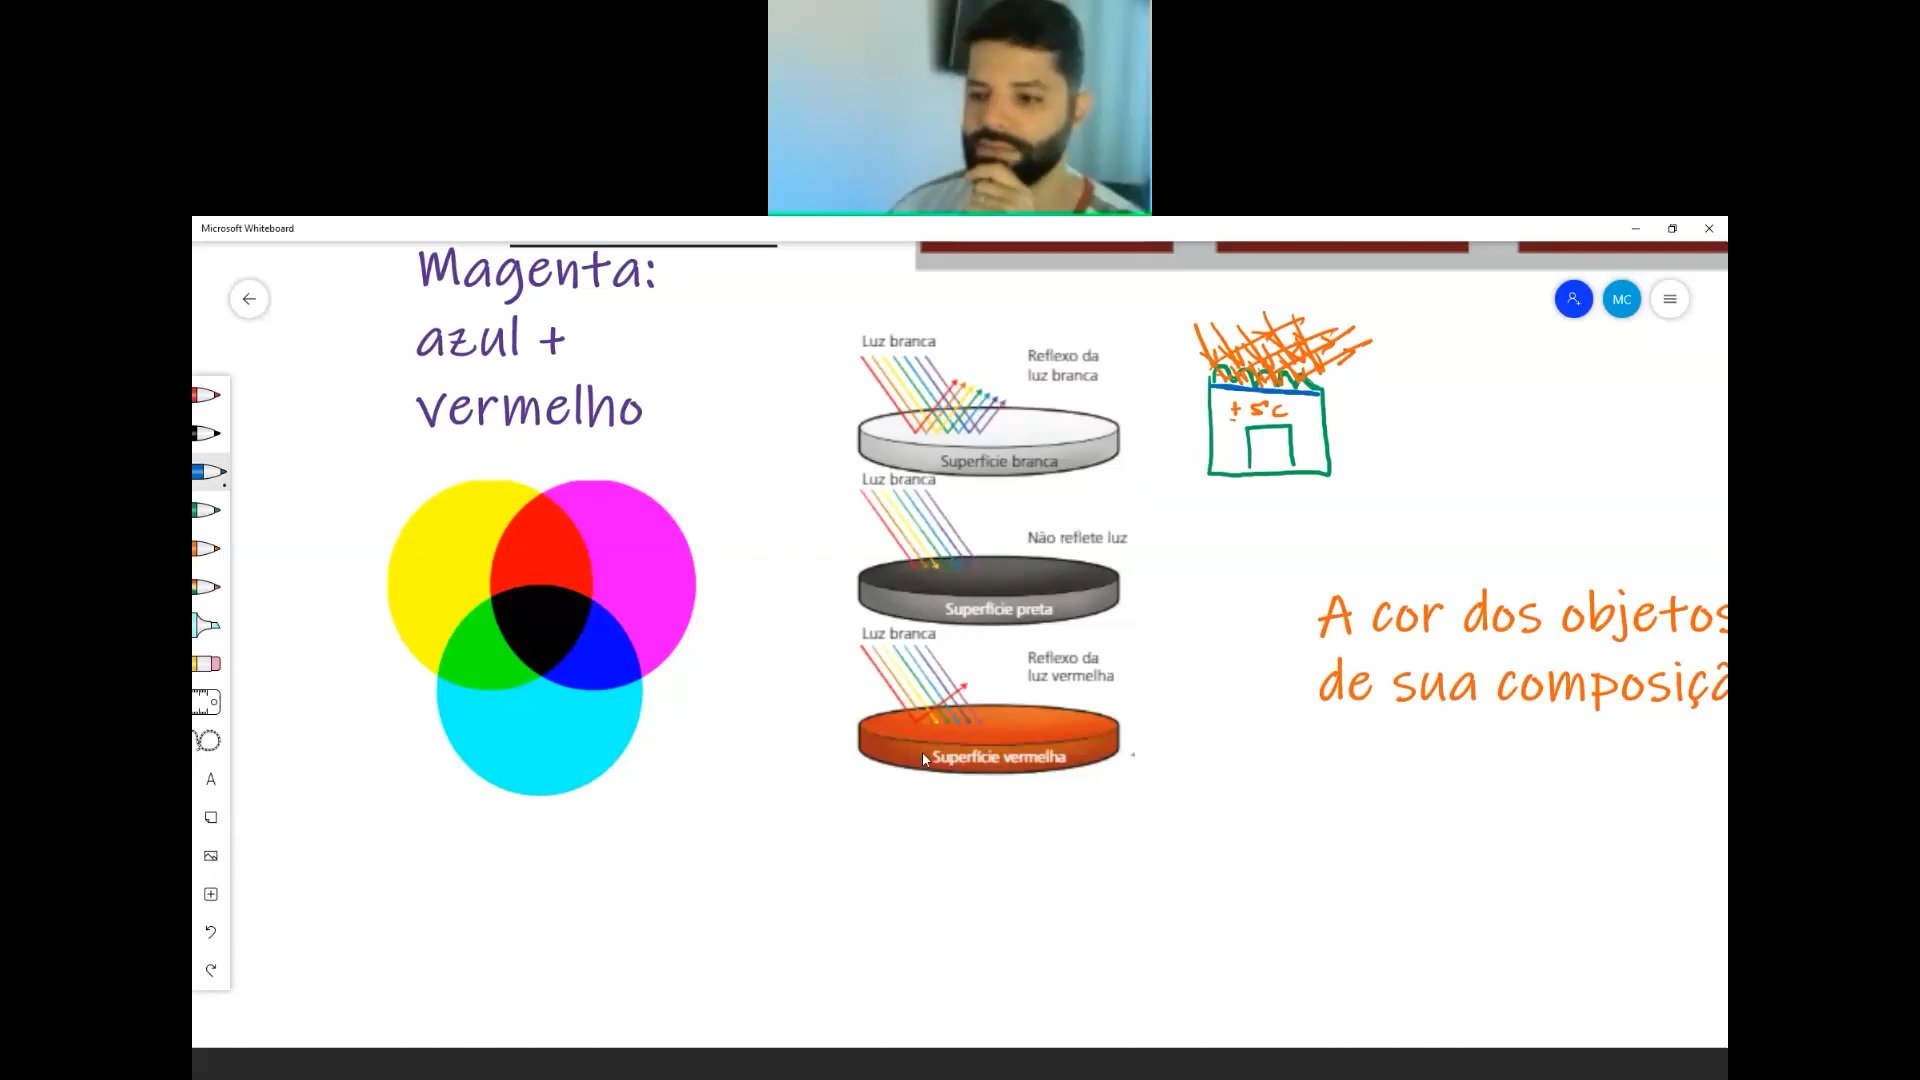 Microsoft Whiteboard
Magenta:
azul +
vermelho
MC
Luz branca
Reflexo da
luz branca
Superfície branca
+ 5°C
Luz branca
Não reflete luz
Superfície preta
Luz branca
Reflexo da
luz vermelha
Superfície vermelha
A cor dos objetos
de sua composiçã
A